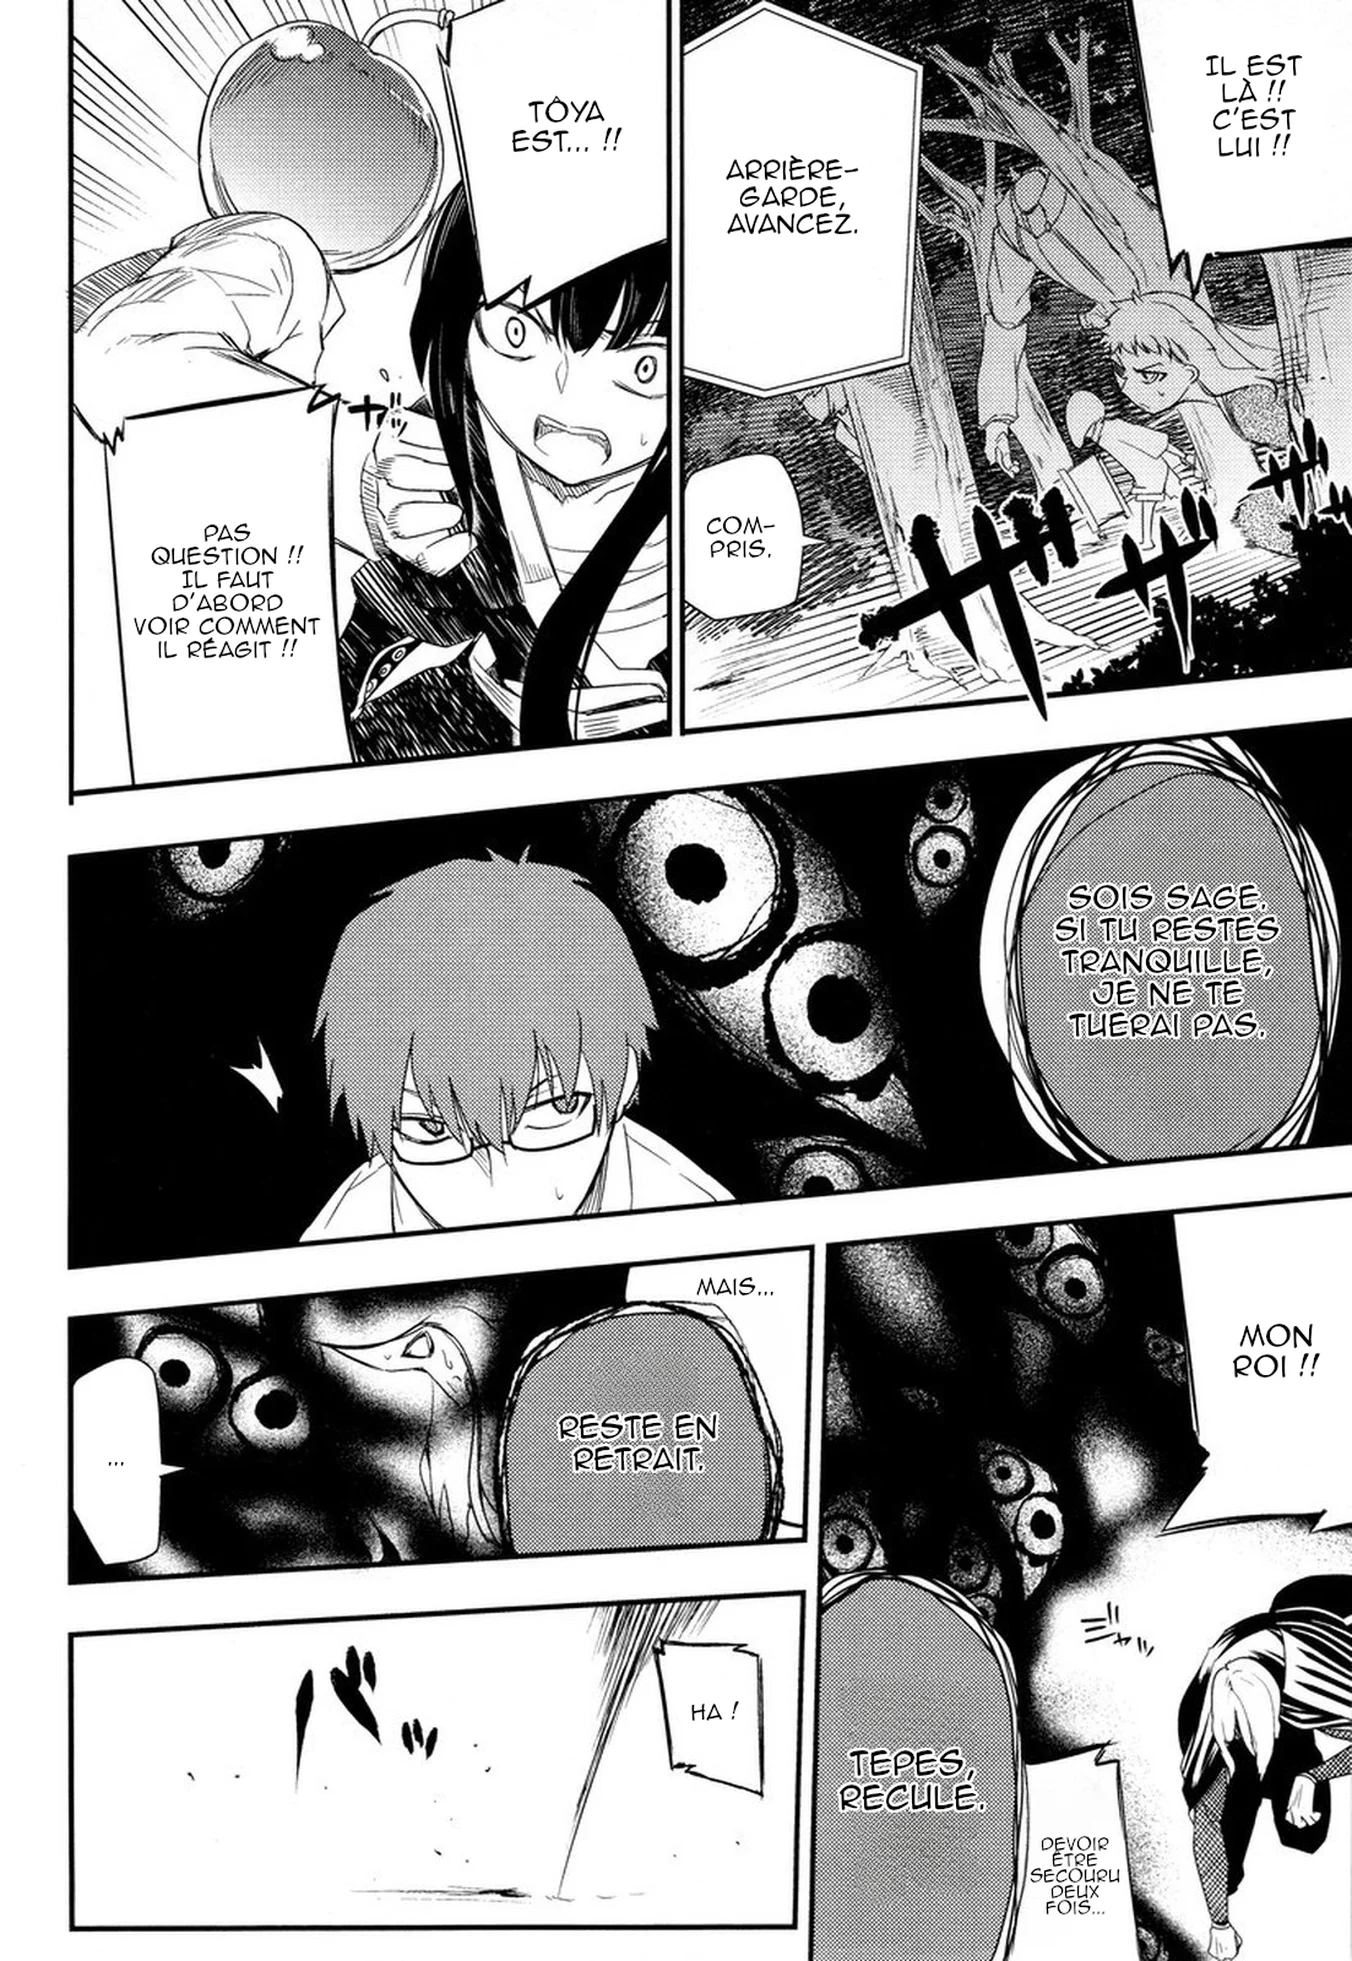 IL EST
LÀ !!
C'EST
LUI !!
ARRIÈRE-
GARDE,
AVANCEZ.
COM-
PRIS.
TÔYA
EST... !!
PAS
QUESTION !!
IL FAUT
D'ABORD
VOIR COMMENT
IL RÉAGIT !!
SOIS SAGE.
SI TU RESTES
TRANQUILLE,
JE NE TE
TUERAI PAS.
MON
ROI !!
TEPES,
RECULE.
DEVOIR
ÊTRE
SECOURU
DEUX
FOIS...
MAIS...
RESTE EN
RETRAIT.
...
HA !